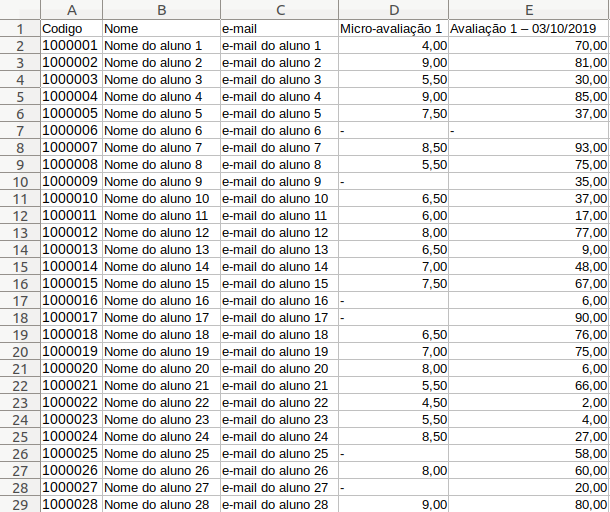 A B C D E
1 Codigo Nome e-mail Micro-avaliação 1 Avaliação 1 – 03/10/2019
2 1000001 Nome do aluno 1 e-mail do aluno 1 4,00 70,00
3 1000002 Nome do aluno 2 e-mail do aluno 2 9,00 81,00
4 1000003 Nome do aluno 3 e-mail do aluno 3 5,50 30,00
5 1000004 Nome do aluno 4 e-mail do aluno 4 9,00 85,00
6 1000005 Nome do aluno 5 e-mail do aluno 5 7,50 37,00
7 1000006 Nome do aluno 6 e-mail do aluno 6 - -
8 1000007 Nome do aluno 7 e-mail do aluno 7 8,50 93,00
9 1000008 Nome do aluno 8 e-mail do aluno 8 5,50 75,00
10 1000009 Nome do aluno 9 e-mail do aluno 9 - 35,00
11 1000010 Nome do aluno 10 e-mail do aluno 10 6,50 37,00
12 1000011 Nome do aluno 11 e-mail do aluno 11 6,00 17,00
13 1000012 Nome do aluno 12 e-mail do aluno 12 8,00 77,00
14 1000013 Nome do aluno 13 e-mail do aluno 13 6,50 9,00
15 1000014 Nome do aluno 14 e-mail do aluno 14 7,00 48,00
16 1000015 Nome do aluno 15 e-mail do aluno 15 7,50 67,00
17 1000016 Nome do aluno 16 e-mail do aluno 16 - 6,00
18 1000017 Nome do aluno 17 e-mail do aluno 17 - 90,00
19 1000018 Nome do aluno 18 e-mail do aluno 18 6,50 76,00
20 1000019 Nome do aluno 19 e-mail do aluno 19 7,00 75,00
21 1000020 Nome do aluno 20 e-mail do aluno 20 8,00 6,00
22 1000021 Nome do aluno 21 e-mail do aluno 21 5,50 66,00
23 1000022 Nome do aluno 22 e-mail do aluno 22 4,50 2,00
24 1000023 Nome do aluno 23 e-mail do aluno 23 5,50 4,00
25 1000024 Nome do aluno 24 e-mail do aluno 24 8,50 27,00
26 1000025 Nome do aluno 25 e-mail do aluno 25 - 58,00
27 1000026 Nome do aluno 26 e-mail do aluno 26 8,00 60,00
28 1000027 Nome do aluno 27 e-mail do aluno 27 - 20,00
29 1000028 Nome do aluno 28 e-mail do aluno 28 9,00 80,00